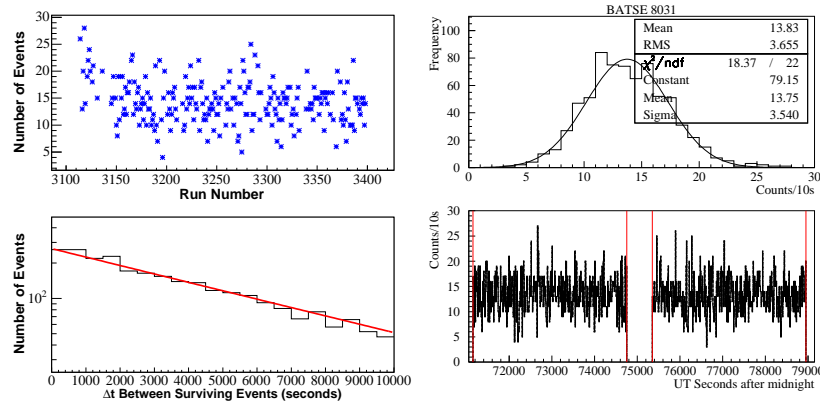 Number of Events
30
25
20
15
10
5
3100 3150 3200 3250 3300 3350 3400
Run Number
BATSE 8031
Frequency
100
80
60
40
20
0
0 5 10 15 20 25 30
Counts/10s
Mean 13.83
RMS 3.655
χ²/ndf 18.37 / 22
Constant 79.15
Mean 13.75
Sigma 3.540
Number of Events
10²
0 1000 2000 3000 4000 5000 6000 7000 8000 9000 10000
Δt Between Surviving Events (seconds)
Counts/10s
30
25
20
15
10
5
0
72000 73000 74000 75000 76000 77000 78000 79000
UT Seconds after midnight